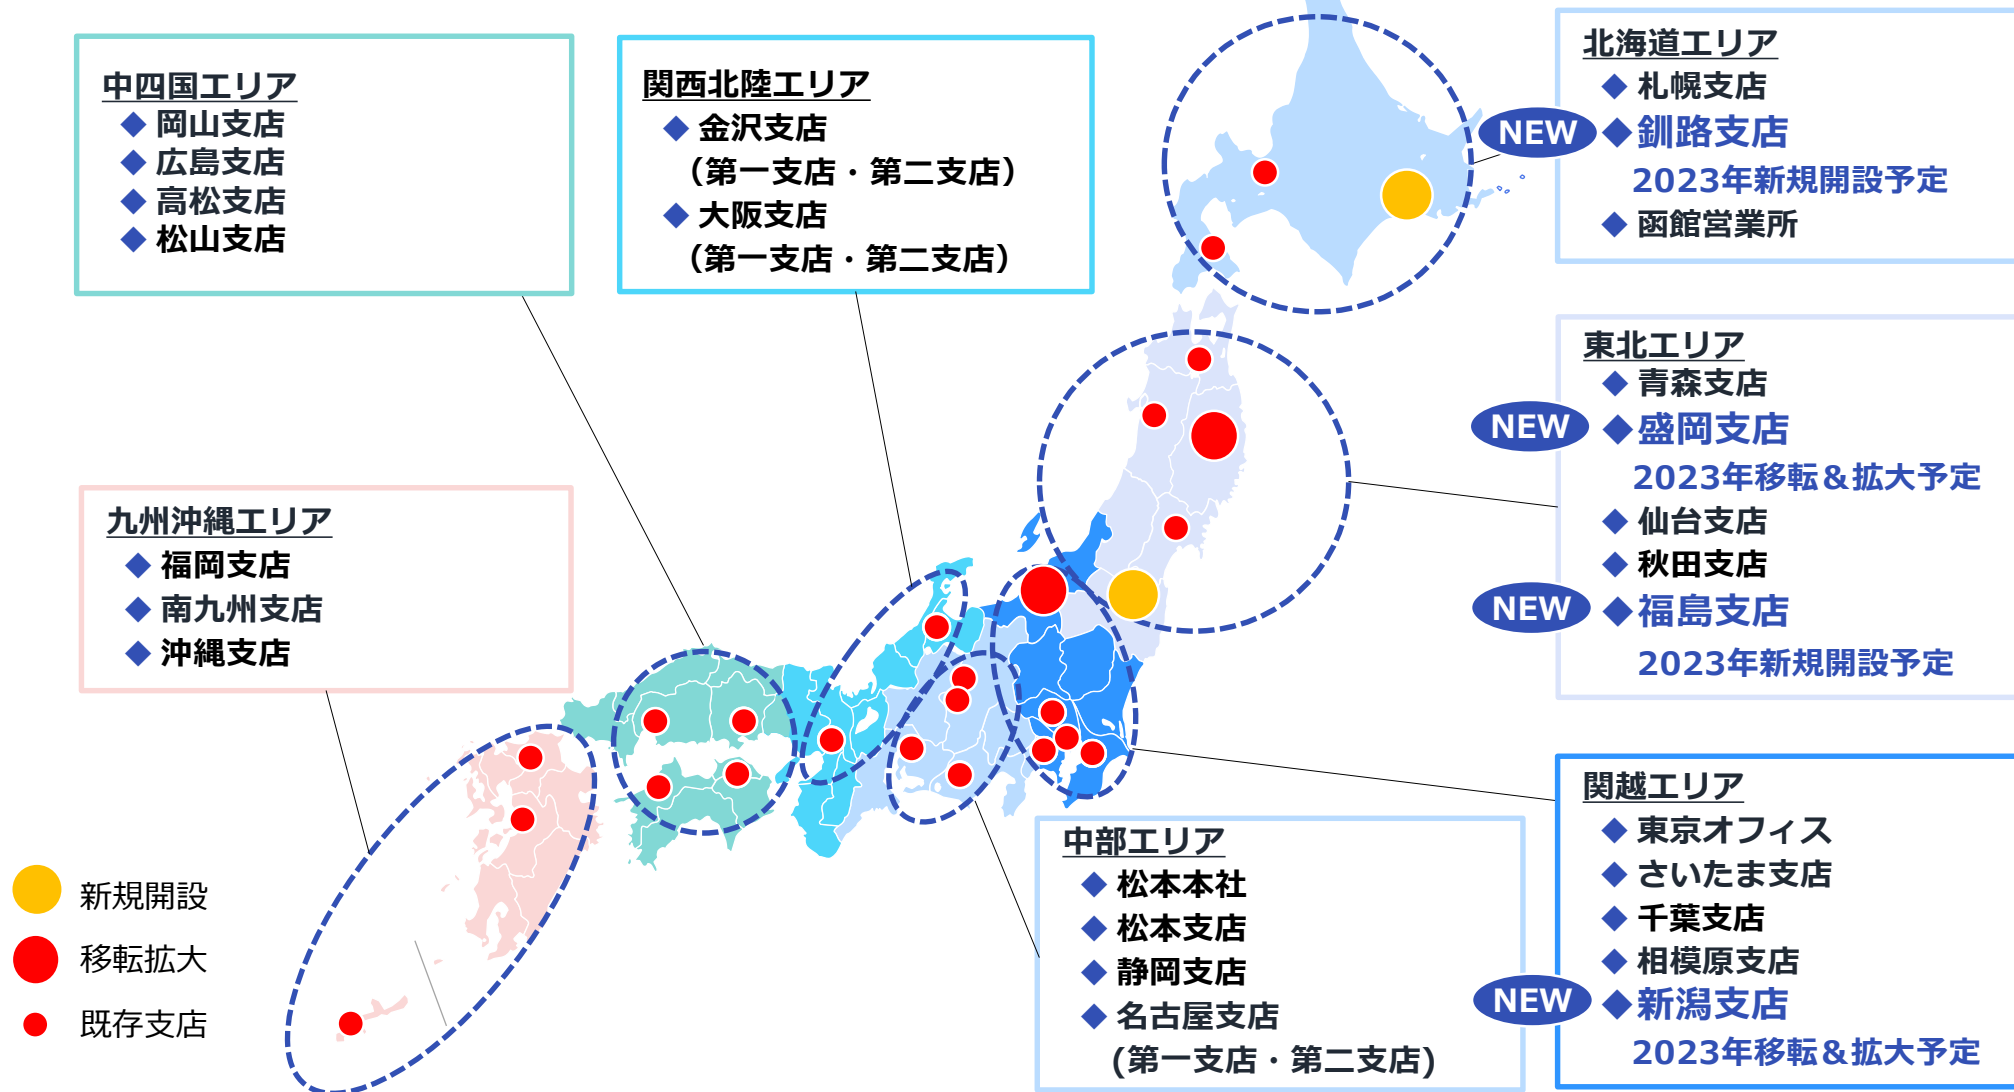 中四国エリア
◆ 岡山支店
◆ 広島支店
◆ 高松支店
◆ 松山支店
関西北陸エリア
◆ 金沢支店
（第一支店・第二支店）
◆ 大阪支店
（第一支店・第二支店）
北海道エリア
◆ 札幌支店
NEW ◆ 釧路支店
2023年新規開設予定
◆ 函館営業所
東北エリア
◆ 青森支店
NEW ◆ 盛岡支店
2023年移転＆拡大予定
◆ 仙台支店
◆ 秋田支店
NEW ◆ 福島支店
2023年新規開設予定
九州沖縄エリア
◆ 福岡支店
◆ 南九州支店
◆ 沖縄支店
関越エリア
◆ 東京オフィス
◆ さいたま支店
◆ 千葉支店
◆ 相模原支店
NEW ◆ 新潟支店
2023年移転＆拡大予定
中部エリア
◆ 松本本社
◆ 松本支店
◆ 静岡支店
◆ 名古屋支店
(第一支店・第二支店)
新規開設
移転拡大
既存支店